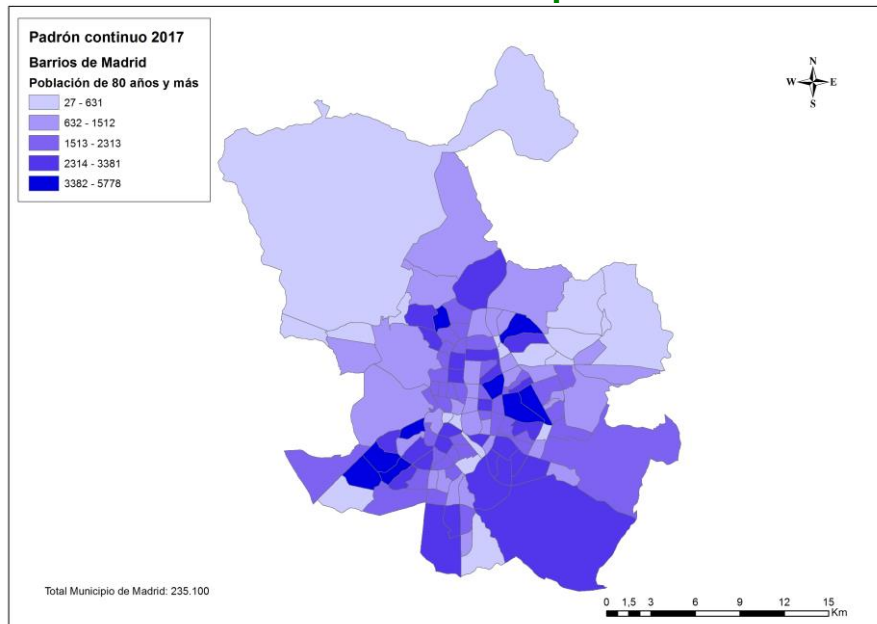 Padrón continuo 2017
Barrios de Madrid
Población de 80 años y más
27 - 631
632 - 1512
1513 - 2313
2314 - 3381
3382 - 5778
N
W E
S
Total Municipio de Madrid: 235.100
0 1,5 3 6 9 12 15
Km